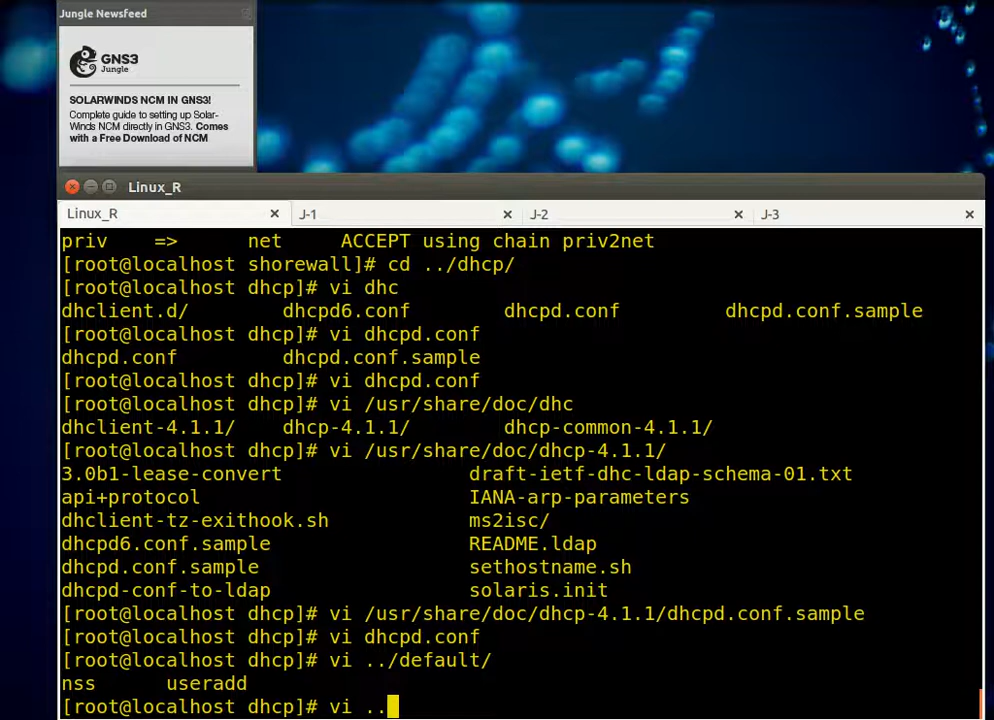 Jungle Newsfeed
GNS3
Jungle
SOLARWINDS NCM IN GNS3!
Complete guide to setting up Solar-
Winds NCM directly in GNS3. Comes
with a Free Download of NCM
Linux_R
Linux_R J-1 J-2 J-3
priv => net ACCEPT using chain priv2net
[root@localhost shorewall]# cd ../dhcp/
[root@localhost dhcp]# vi dhc
dhclient.d/ dhcpd6.conf dhcpd.conf dhcpd.conf.sample
[root@localhost dhcp]# vi dhcpd.conf
dhcpd.conf dhcpd.conf.sample
[root@localhost dhcp]# vi dhcpd.conf
[root@localhost dhcp]# vi /usr/share/doc/dhc
dhclient-4.1.1/ dhcp-4.1.1/ dhcp-common-4.1.1/
[root@localhost dhcp]# vi /usr/share/doc/dhcp-4.1.1/
3.0b1-lease-convert draft-ietf-dhc-ldap-schema-01.txt
api+protocol IANA-arp-parameters
dhclient-tz-exithook.sh ms2isc/
dhcpd6.conf.sample README.ldap
dhcpd.conf.sample sethostname.sh
dhcpd-conf-to-ldap solaris.init
[root@localhost dhcp]# vi /usr/share/doc/dhcp-4.1.1/dhcpd.conf.sample
[root@localhost dhcp]# vi dhcpd.conf
[root@localhost dhcp]# vi ../default/
nss useradd
[root@localhost dhcp]# vi ..